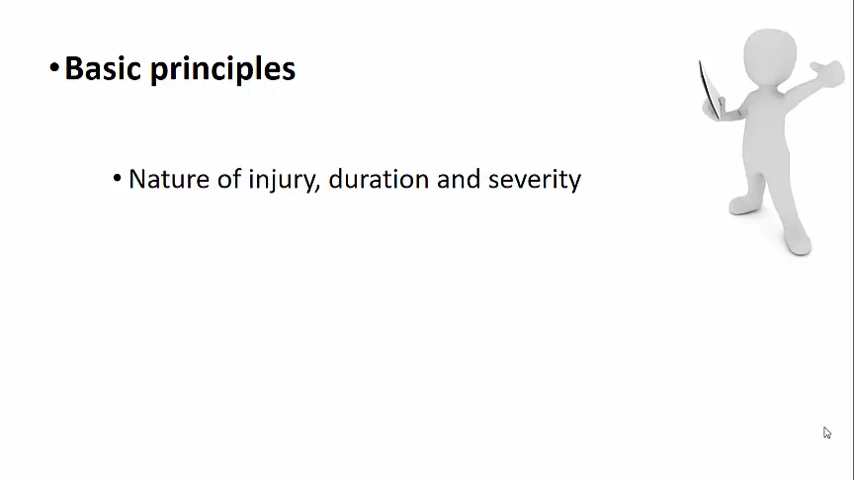 •Basic principles
• Nature of injury, duration and severity